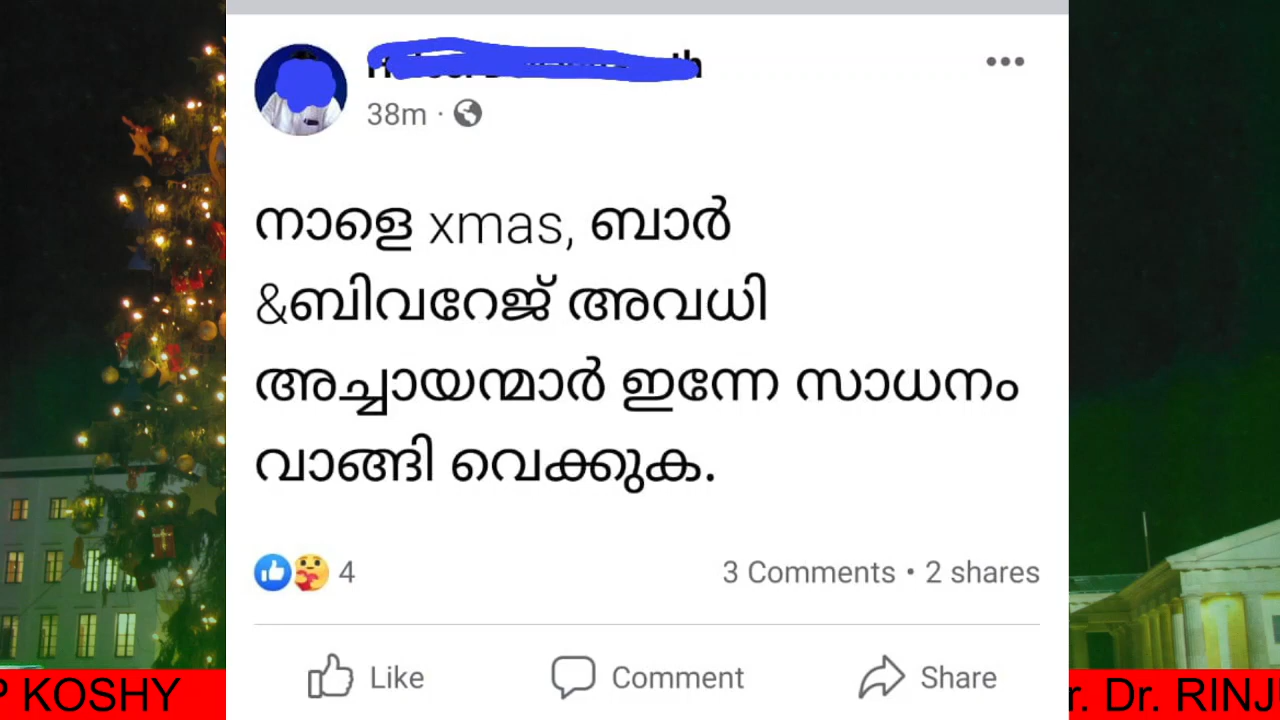 38m
നാളെ xmas, ബാർ
&ബിവറേജ് അവധി
അച്ചായന്മാർ ഇന്നേ സാധനം
വാങ്ങി വെക്കുക.
4
3 Comments • 2 shares
Like Comment Share
P KOSHY
r. Dr. RINJ